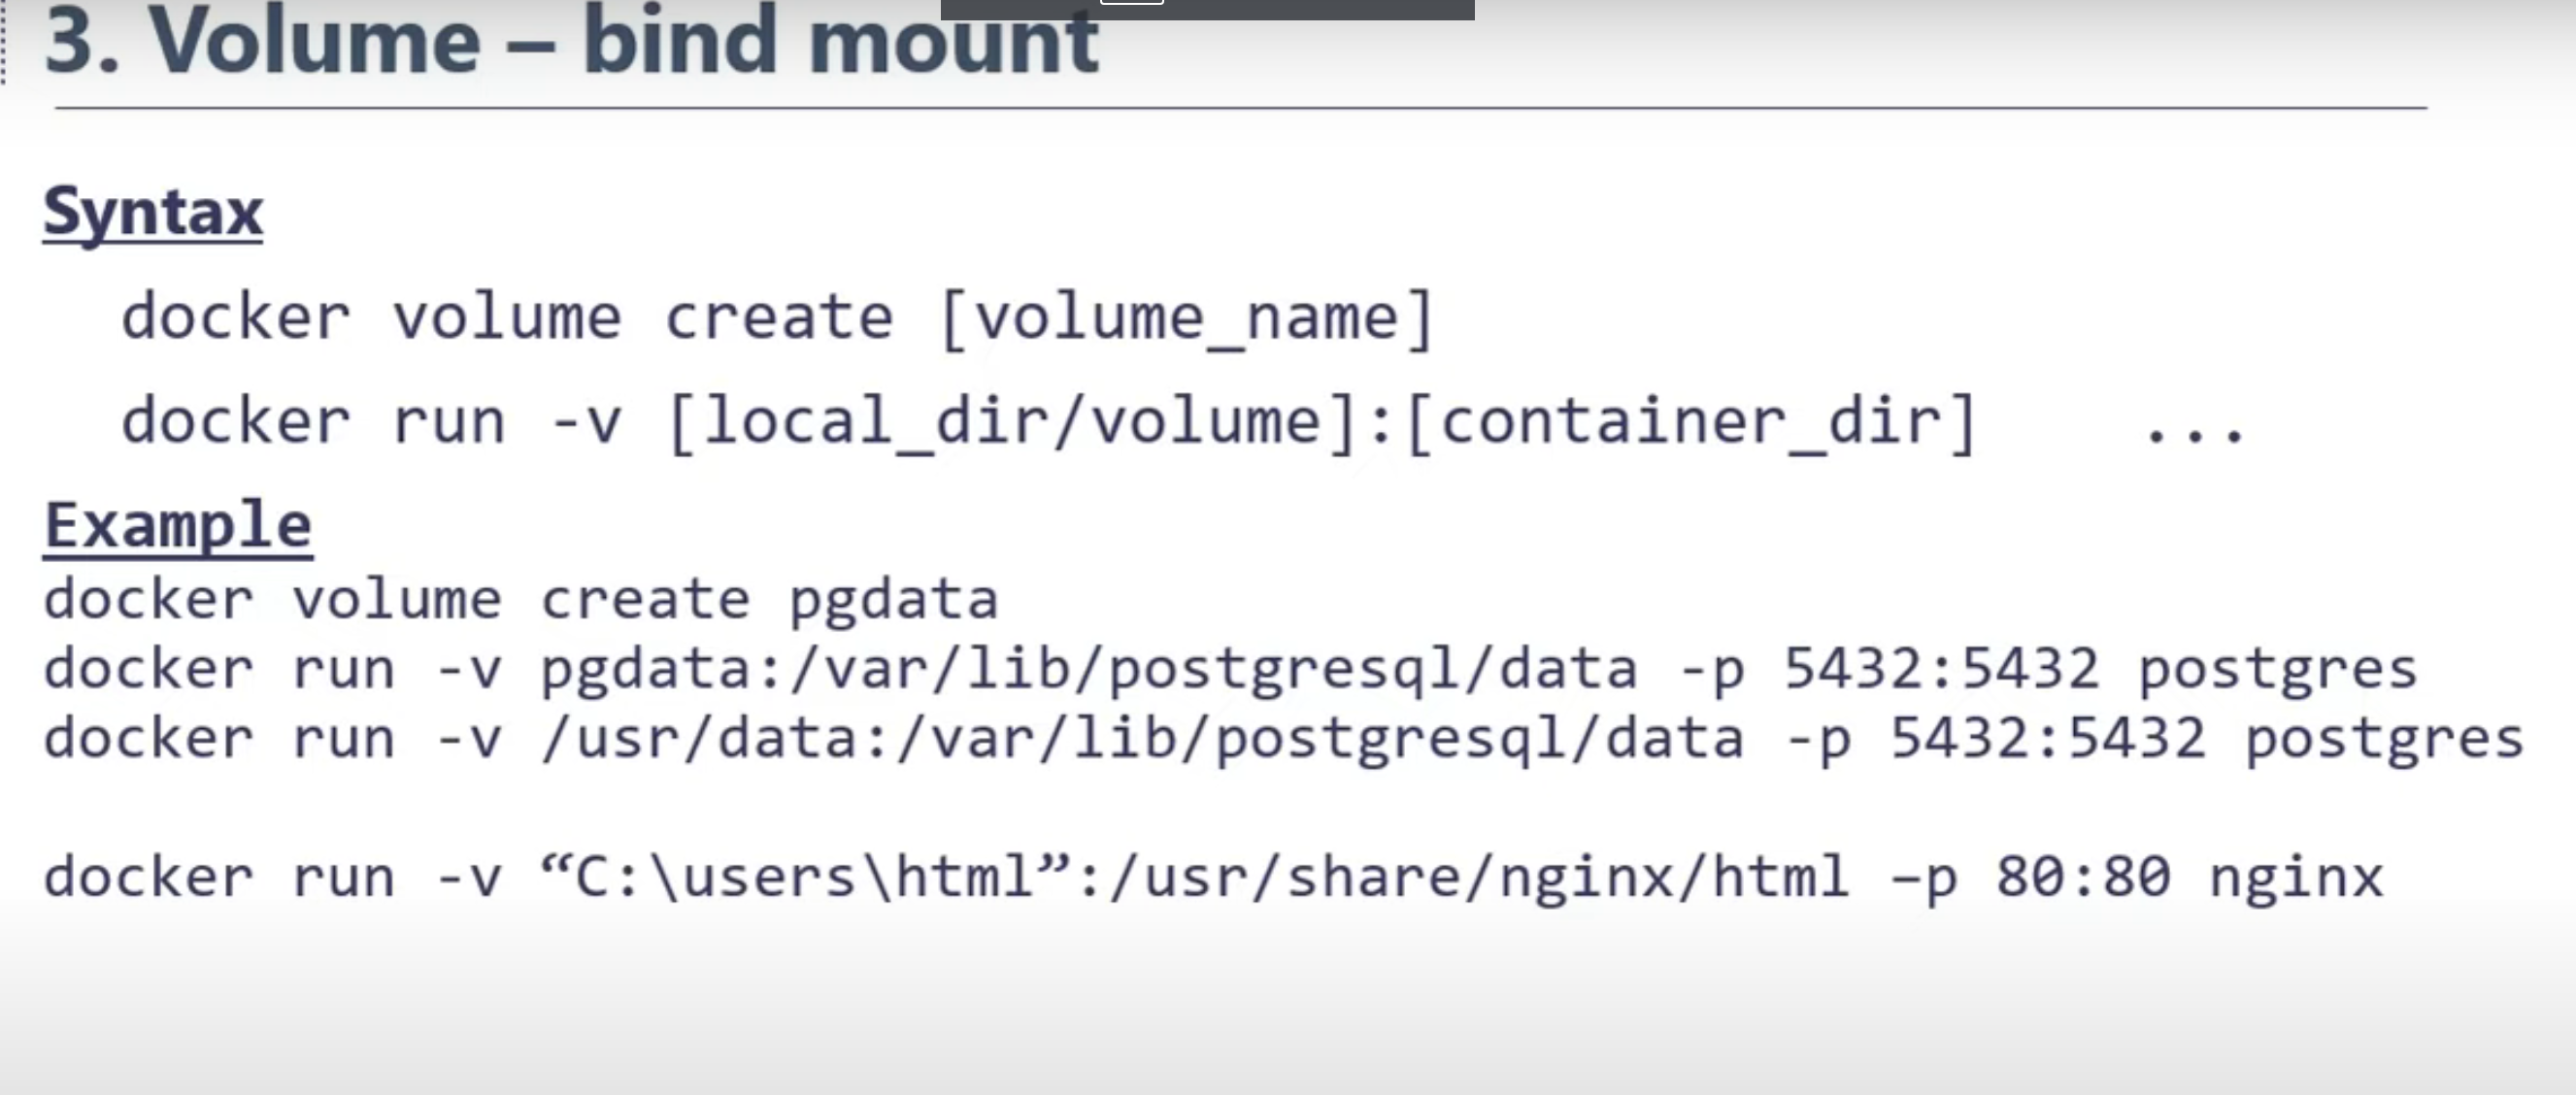 3. Volume – bind mount
Syntax
docker volume create [volume_name]
docker run -v [local_dir/volume]:[container_dir] ...
Example
docker volume create pgdata
docker run -v pgdata:/var/lib/postgresql/data -p 5432:5432 postgres
docker run -v /usr/data:/var/lib/postgresql/data -p 5432:5432 postgres
docker run -v “C:\users\html”:/usr/share/nginx/html –p 80:80 nginx